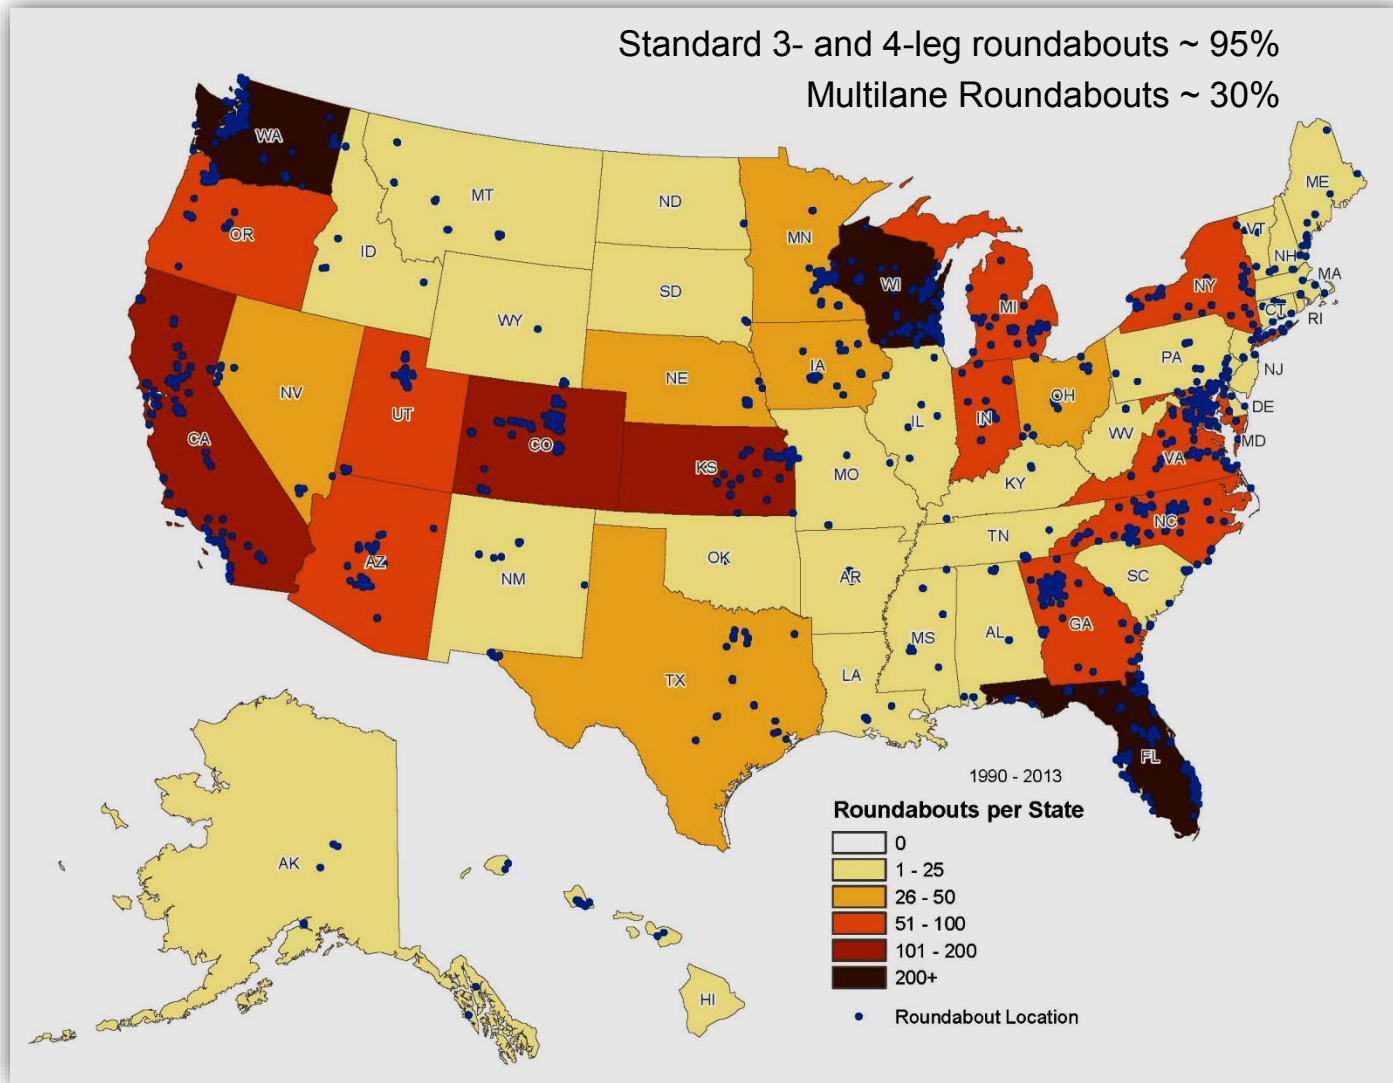 Standard 3- and 4-leg roundabouts ~ 95%
Multilane Roundabouts ~ 30%
WA
MT
ND
MN
ME
OR
ID
SD
WI
VT
NH
NY
MA
MI
CT
RI
WY
NE
IA
PA
NJ
NV
UT
CO
KS
IL
IN
OH
WV
DE
MD
VA
CA
MO
KY
AZ
NM
OK
AR
TN
NC
SC
TX
LA
MS
AL
GA
FL
AK
HI
1990 - 2013
Roundabouts per State
0
1 - 25
26 - 50
51 - 100
101 - 200
200+
Roundabout Location